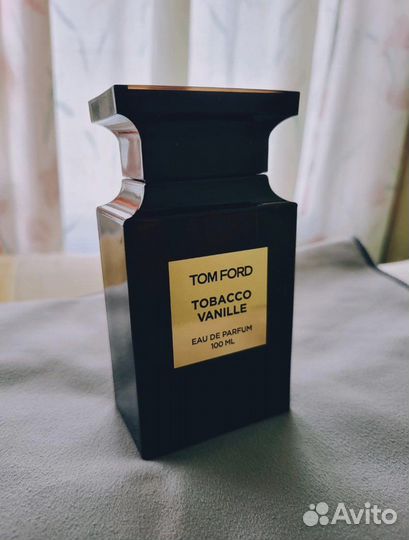 TOM FORD
TOBACCO
VANILLE
EAU DE PARFUM
100 ML
Avito